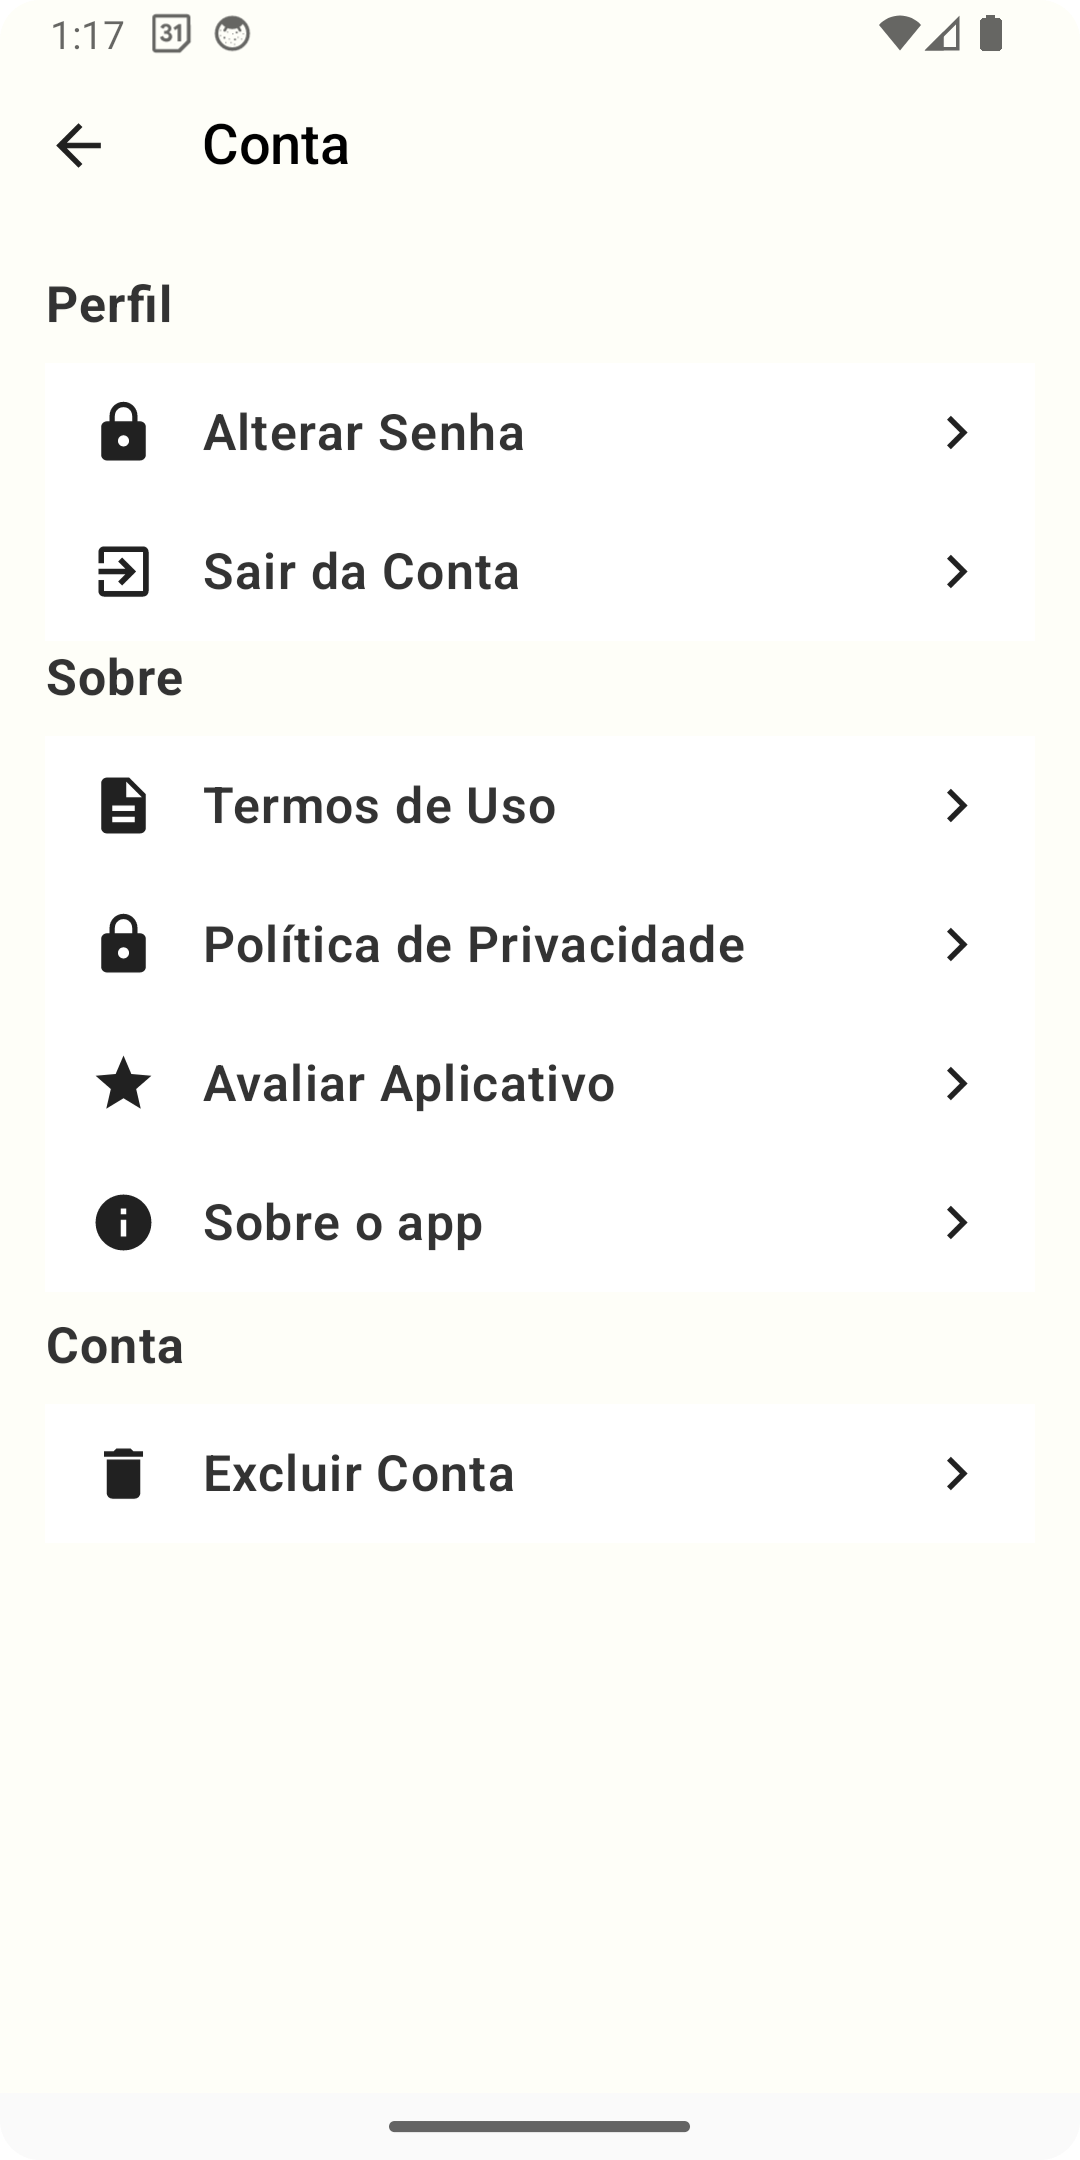 1:17 31
Conta
Perfil
Alterar Senha
Sair da Conta
Sobre
Termos de Uso
Política de Privacidade
Avaliar Aplicativo
Sobre o app
Conta
Excluir Conta